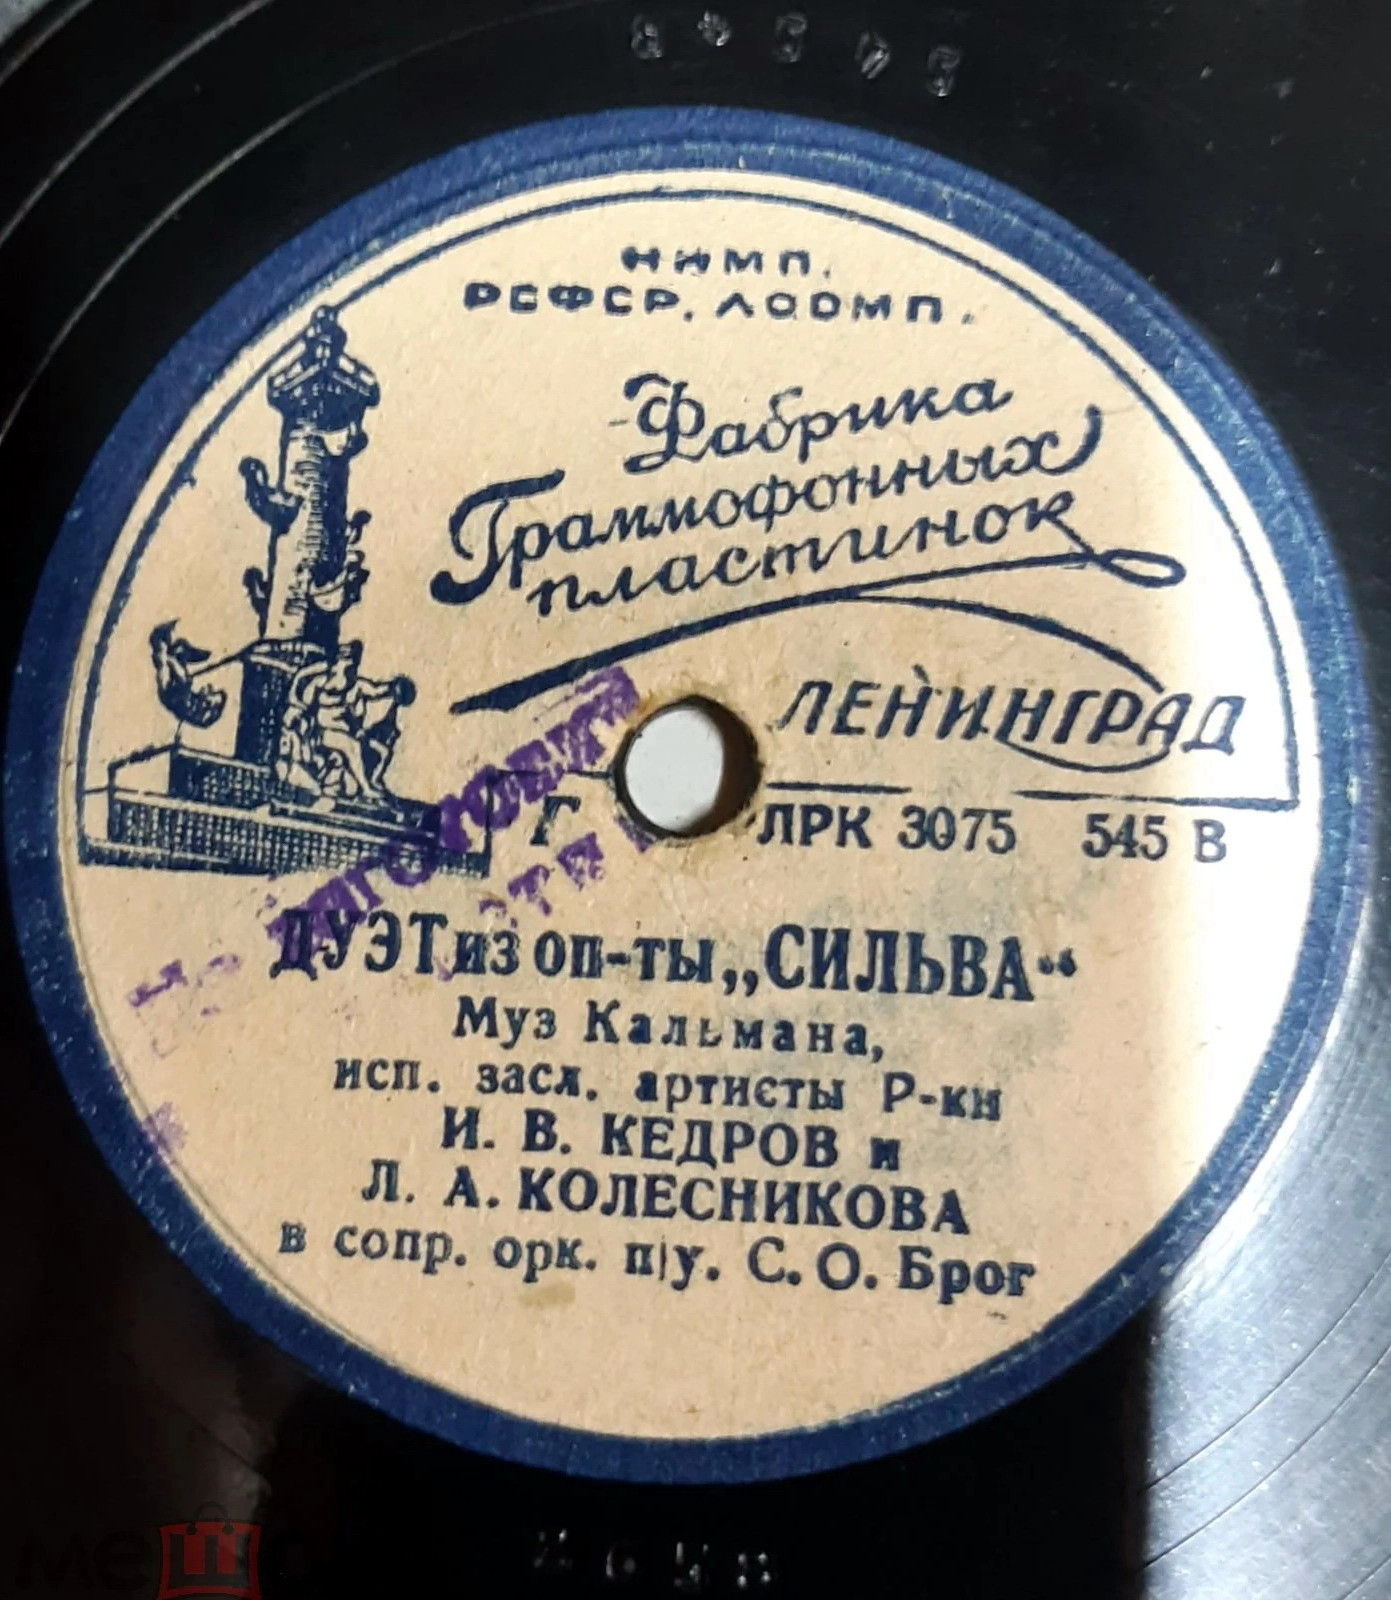 НКМП.
РСФСР. ЛООМП.
Фабрика
Граммофонных
пластинок
ЛЕНИНГРАД
Г ЛРК 3075 545 В
ДУЭТ из оп-ты „СИЛЬВА“
Муз Кальмана,
исп. засл. артисты Р-ки
И. В. КЕДРОВ и
Л. А. КОЛЕСНИКОВА
в сопр. орк. п/у. С. О. Брог